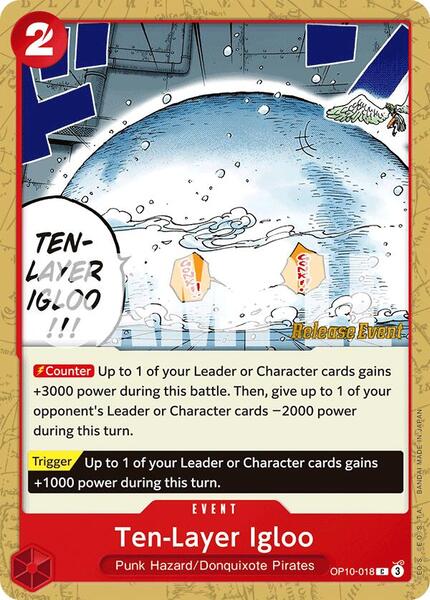 2
TEN-
LAYER
IGLOO
!!!
Release Event
Counter Up to 1 of your Leader or Character cards gains
+3000 power during this battle. Then, give up to 1 of your
opponent's Leader or Character cards −2000 power
during this turn.
Trigger Up to 1 of your Leader or Character cards gains
+1000 power during this turn.
EVENT
Ten-Layer Igloo
Punk Hazard/Donquixote Pirates
OP10-018 C 3
BANDAI MADE IN JAPAN